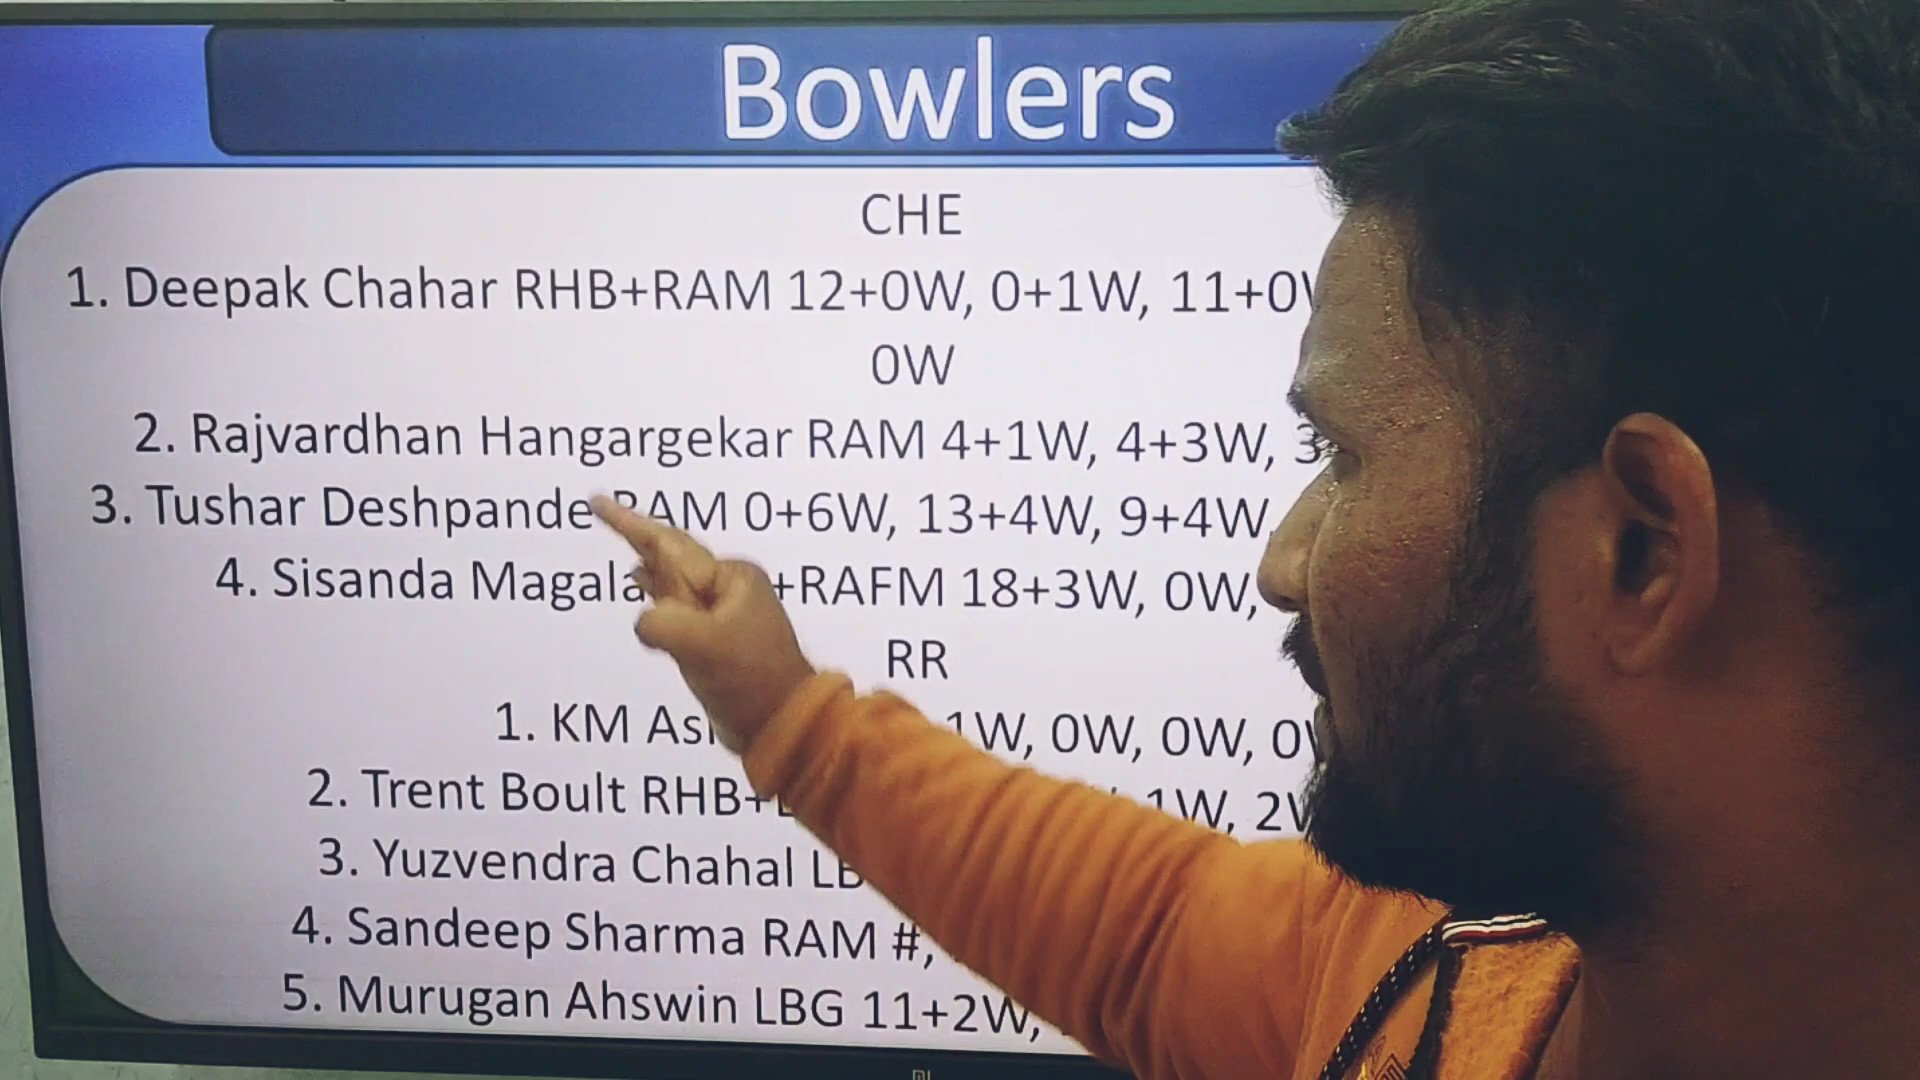 Bowlers
CHE
1. Deepak Chahar RHB+RAM 12+0W, 0+1W, 11+0
0W
2. Rajvardhan Hangargekar RAM 4+1W, 4+3W, 3
3. Tushar Deshpande RAM 0+6W, 13+4W, 9+4W,
4. Sisanda Magala +RAFM 18+3W, 0W,
RR
1. KM 1W, 0W, 0W,
2. Trent Boult RHB+ 1W,
3. Yuzvendra Chahal
4. Sandeep Sharma RAM #,
5. Murugan Ahswin LBG 11+2W,